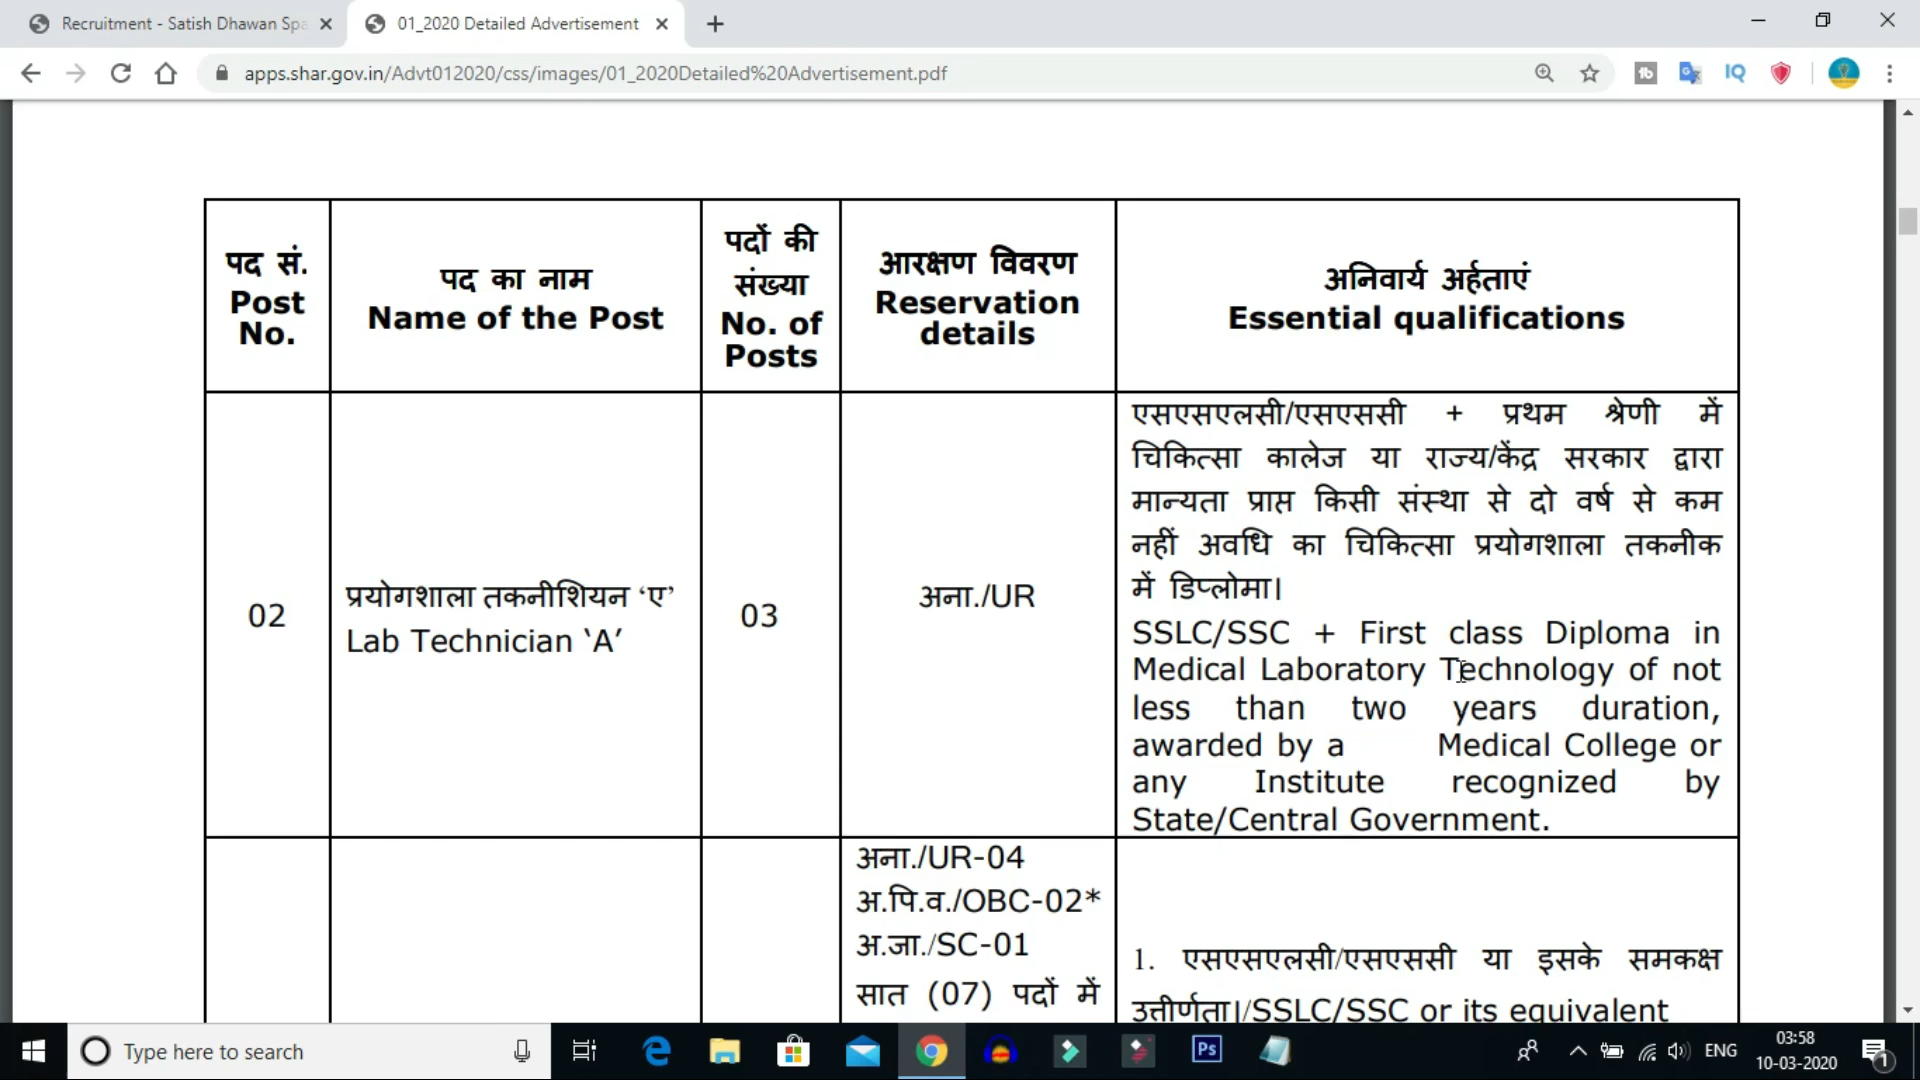 Recruitment - Satish Dhawan Spa
01_2020 Detailed Advertisement
apps.shar.gov.in/Advt012020/css/images/01_2020Detailed%20Advertisement.pdf
पद सं.
Post
No.
पद का नाम
Name of the Post
पदों की
संख्या
No. of
Posts
आरक्षण विवरण
Reservation
details
अनिवार्य अर्हताएं
Essential qualifications
02
प्रयोगशाला तकनीशियन ‘ए’
Lab Technician ‘A’
03
अना./UR
एसएसएलसी/एसएससी + प्रथम श्रेणी में
चिकित्सा कालेज या राज्य/केंद्र सरकार द्वारा
मान्यता प्राप्त किसी संस्था से दो वर्ष से कम
नहीं अवधि का चिकित्सा प्रयोगशाला तकनीक
में डिप्लोमा।
SSLC/SSC + First class Diploma in
Medical Laboratory Technology of not
less than two years duration,
awarded by a Medical College or
any Institute recognized by
State/Central Government.
अना./UR-04
अ.पि.व./OBC-02*
अ.जा./SC-01
सात (07) पदों में
1. एसएसएलसी/एसएससी या इसके समकक्ष
उत्तीर्णता।/SSLC/SSC or its equivalent
Type here to search
ENG
03:58
10-03-2020